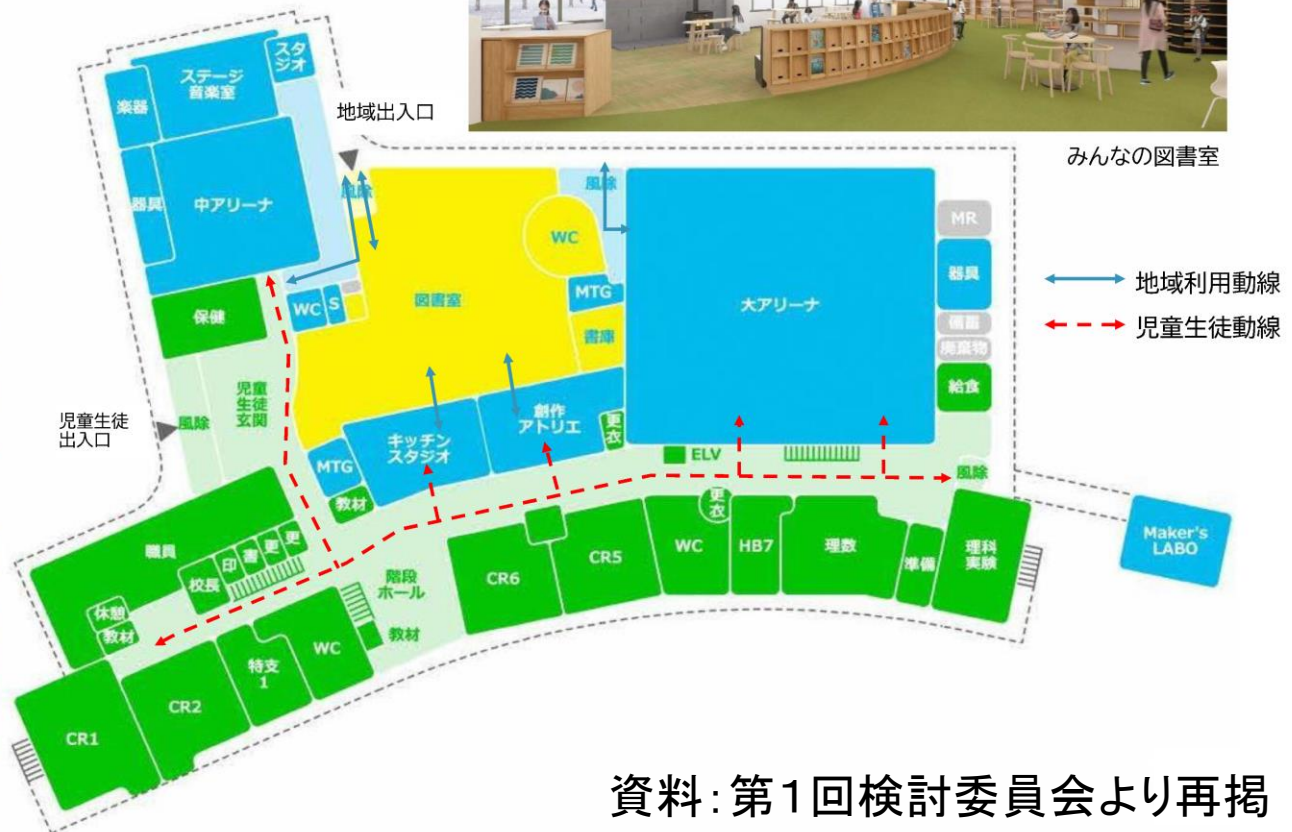 みんなの図書室
スタ
ジオ
ステージ
音楽室
楽器
地域出入口
器具
中アリーナ
風除
風除
WC
MTG
書庫
図書室
大アリーナ
MR
器具
備蓄
廃棄物
給食
地域利用動線
児童生徒動線
保健
WC
S
児童
生徒
玄関
児童生徒
出入口
風除
キッチン
スタジオ
創作
アトリエ
更
衣
MTG
教材
ELV
風除
Maker's
LABO
職員
校長
印
書
更
更
休憩
教材
階段
ホール
教材
CR6
CR5
WC
更
衣
HB7
理数
準備
理科
実験
CR1
CR2
特支
1
WC
資料：第1回検討委員会より再掲